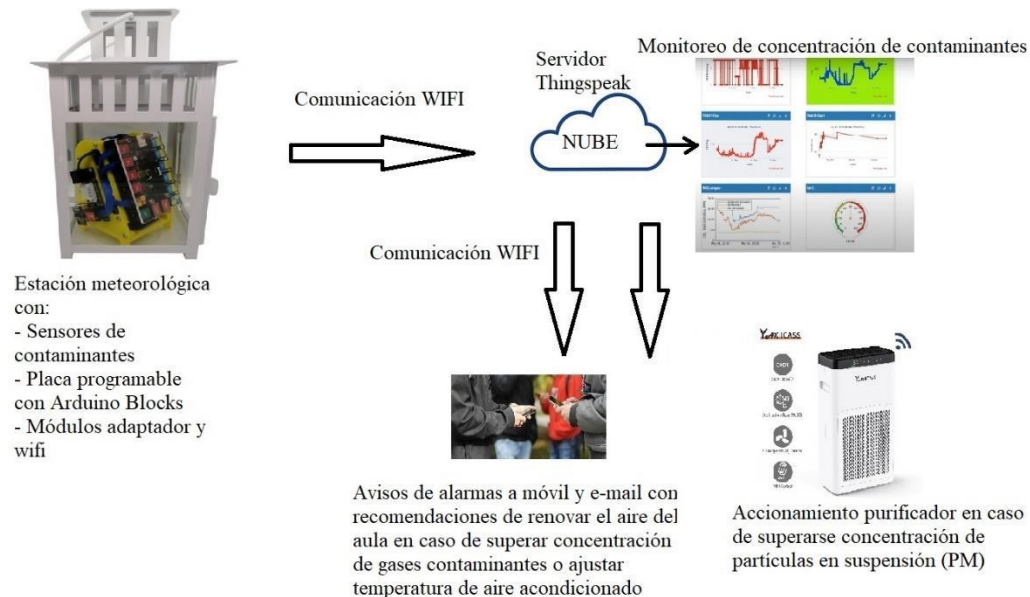 Comunicación WIFI
Servidor
Thingspeak
NUBE
Monitoreo de concentración de contaminantes
Comunicación WIFI
Estación meteorológica
con:
- Sensores de
contaminantes
- Placa programable
con Arduino Blocks
- Módulos adaptador y
wifi
Avisos de alarmas a móvil y e-mail con
recomendaciones de renovar el aire del
aula en caso de superar concentración
de gases contaminantes o ajustar
temperatura de aire acondicionado
Accionamiento purificador en caso
de superarse concentración de
partículas en suspensión (PM)